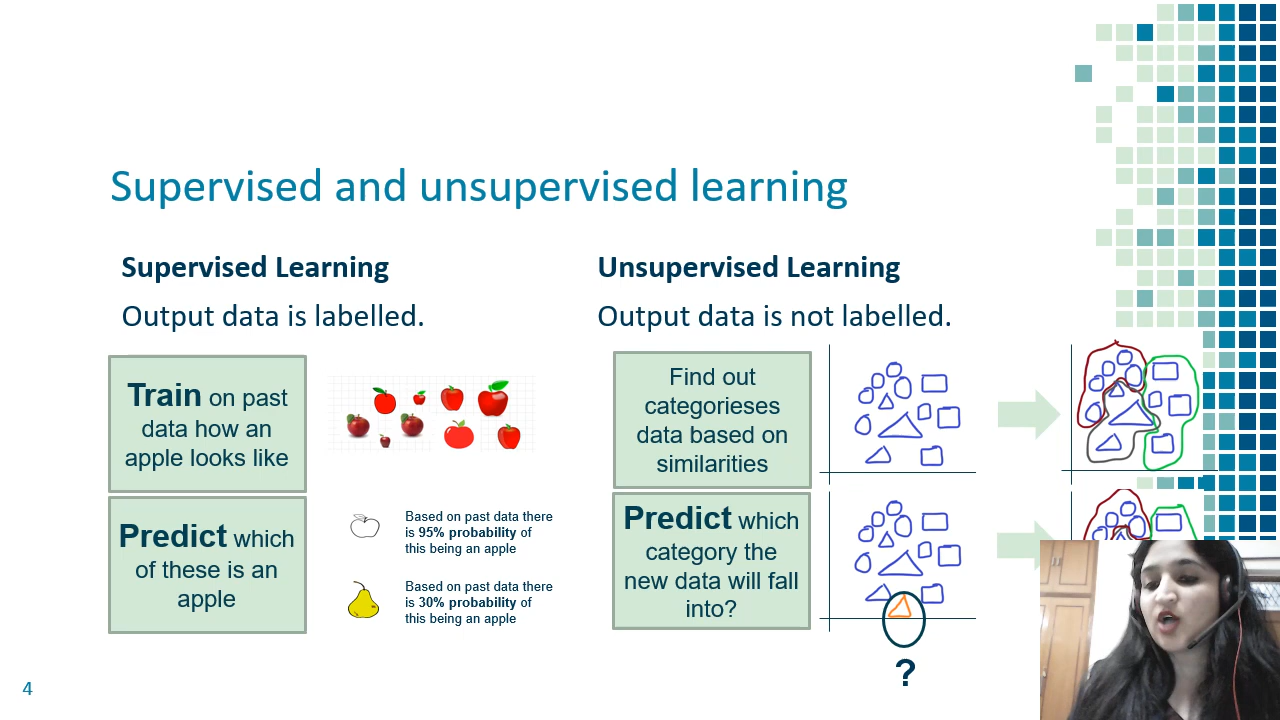 Supervised and unsupervised learning
Supervised Learning
Output data is labelled.
Train on past
data how an
apple looks like
Predict which
of these is an
apple
Based on past data there
is 95% probability of
this being an apple
Based on past data there
is 30% probability of
this being an apple
Unsupervised Learning
Output data is not labelled.
Find out
categorieses
data based on
similarities
Predict which
category the
new data will fall
into?
?
4